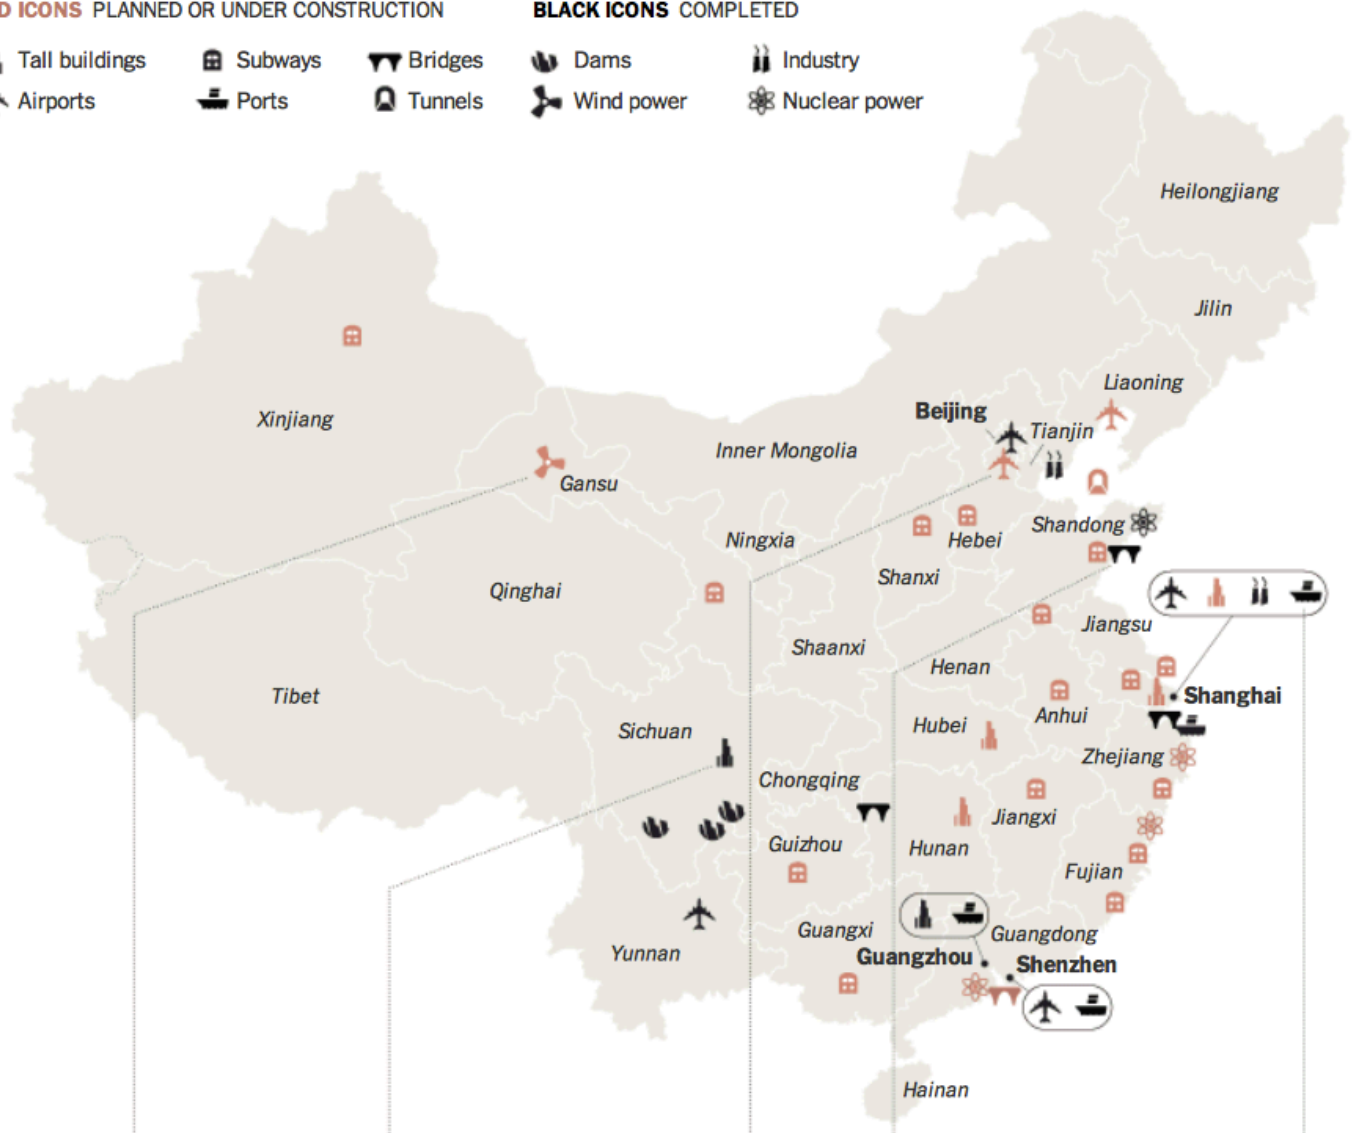 D ICONS PLANNED OR UNDER CONSTRUCTION BLACK ICONS COMPLETED
Tall buildings Subways Bridges Dams Industry
Airports Ports Tunnels Wind power Nuclear power
Heilongjiang
Jilin
Liaoning
Beijing
Xinjiang
Tianjin
Inner Mongolia
Gansu
Shandong
Ningxia
Hebei
Shanxi
Qinghai
Jiangsu
Shaanxi
Henan
Tibet
Shanghai
Anhui
Sichuan
Hubei
Zhejiang
Chongqing
Jiangxi
Guizhou
Hunan
Fujian
Guangxi
Guangdong
Yunnan
Guangzhou
Shenzhen
Hainan